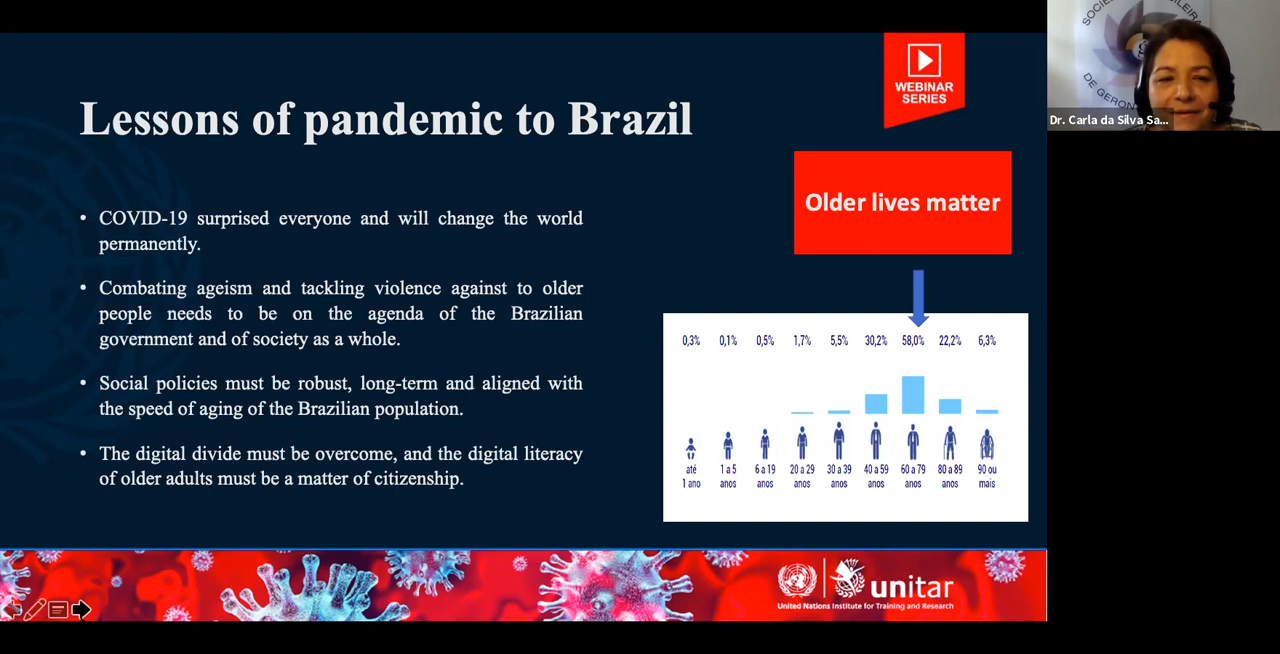 WEBINAR
SERIES
Lessons of pandemic to Brazil
• COVID-19 surprised everyone and will change the world
permanently.
• Combating ageism and tackling violence against to older
people needs to be on the agenda of the Brazilian
government and of society as a whole.
• Social policies must be robust, long-term and aligned with
the speed of aging of the Brazilian population.
• The digital divide must be overcome, and the digital literacy
of older adults must be a matter of citizenship.
Older lives matter
0,3% 0,1% 0,5% 1,7% 5,5% 30,2% 58,0% 22,2% 6,3%
até 1 a 5 6 a 19 20 a 29 30 a 39 40 a 59 60 a 79 80 a 89 90 ou
1 ano anos anos anos anos anos anos anos mais
unitar
United Nations Institute for Training and Research
DE
Dr. Carla da Silva Sa...